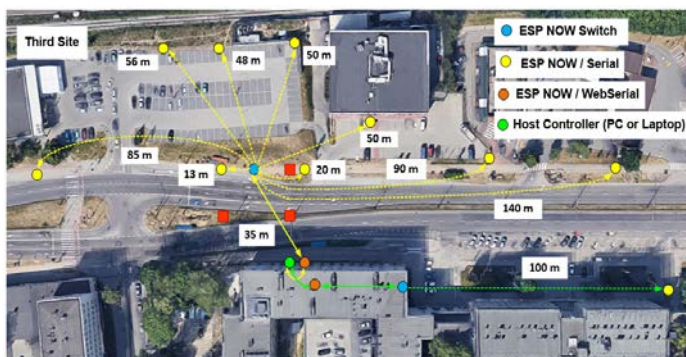 Third Site
ESP NOW Switch
ESP NOW / Serial
ESP NOW / WebSerial
Host Controller (PC or Laptop)
56 m
48 m
50 m
50 m
85 m
13 m
20 m
90 m
140 m
35 m
100 m